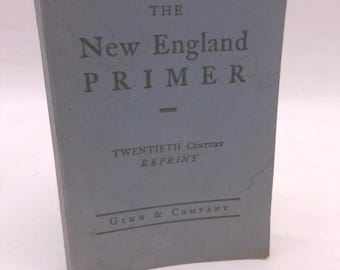 THE
New England
PRIMER
TWENTIETH CENTURY
REPRINT
GINN & COMPANY